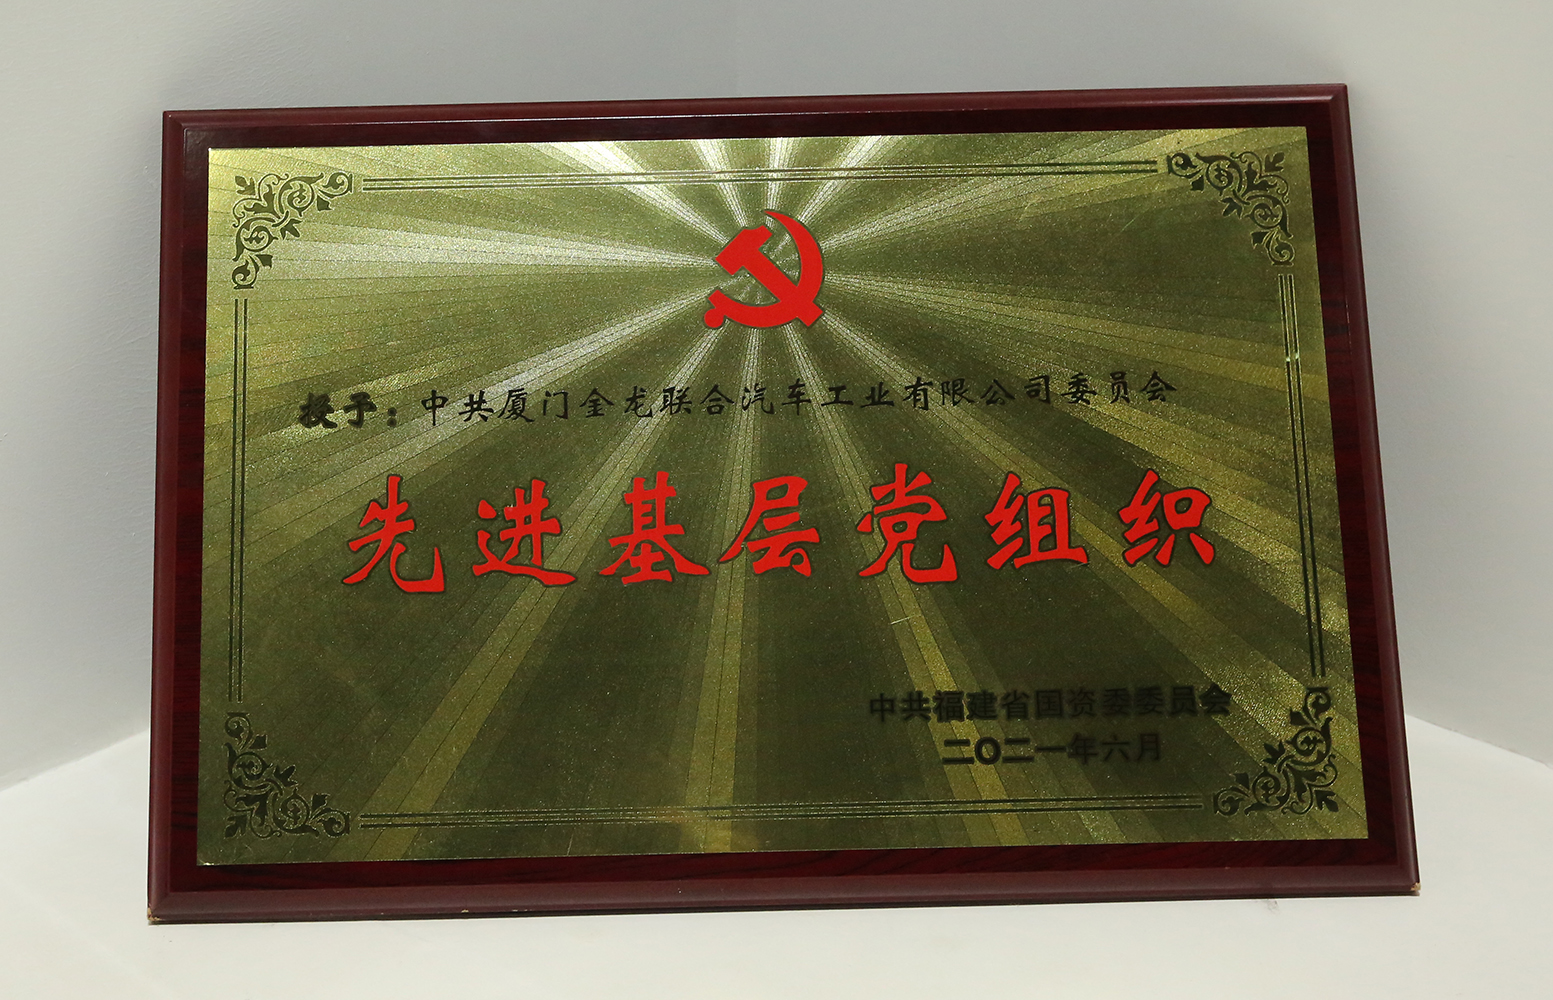 授予：中共厦门金龙联合汽车工业有限公司委员会
先进基层党组织
中共福建省国资委委员会
二〇二一年六月